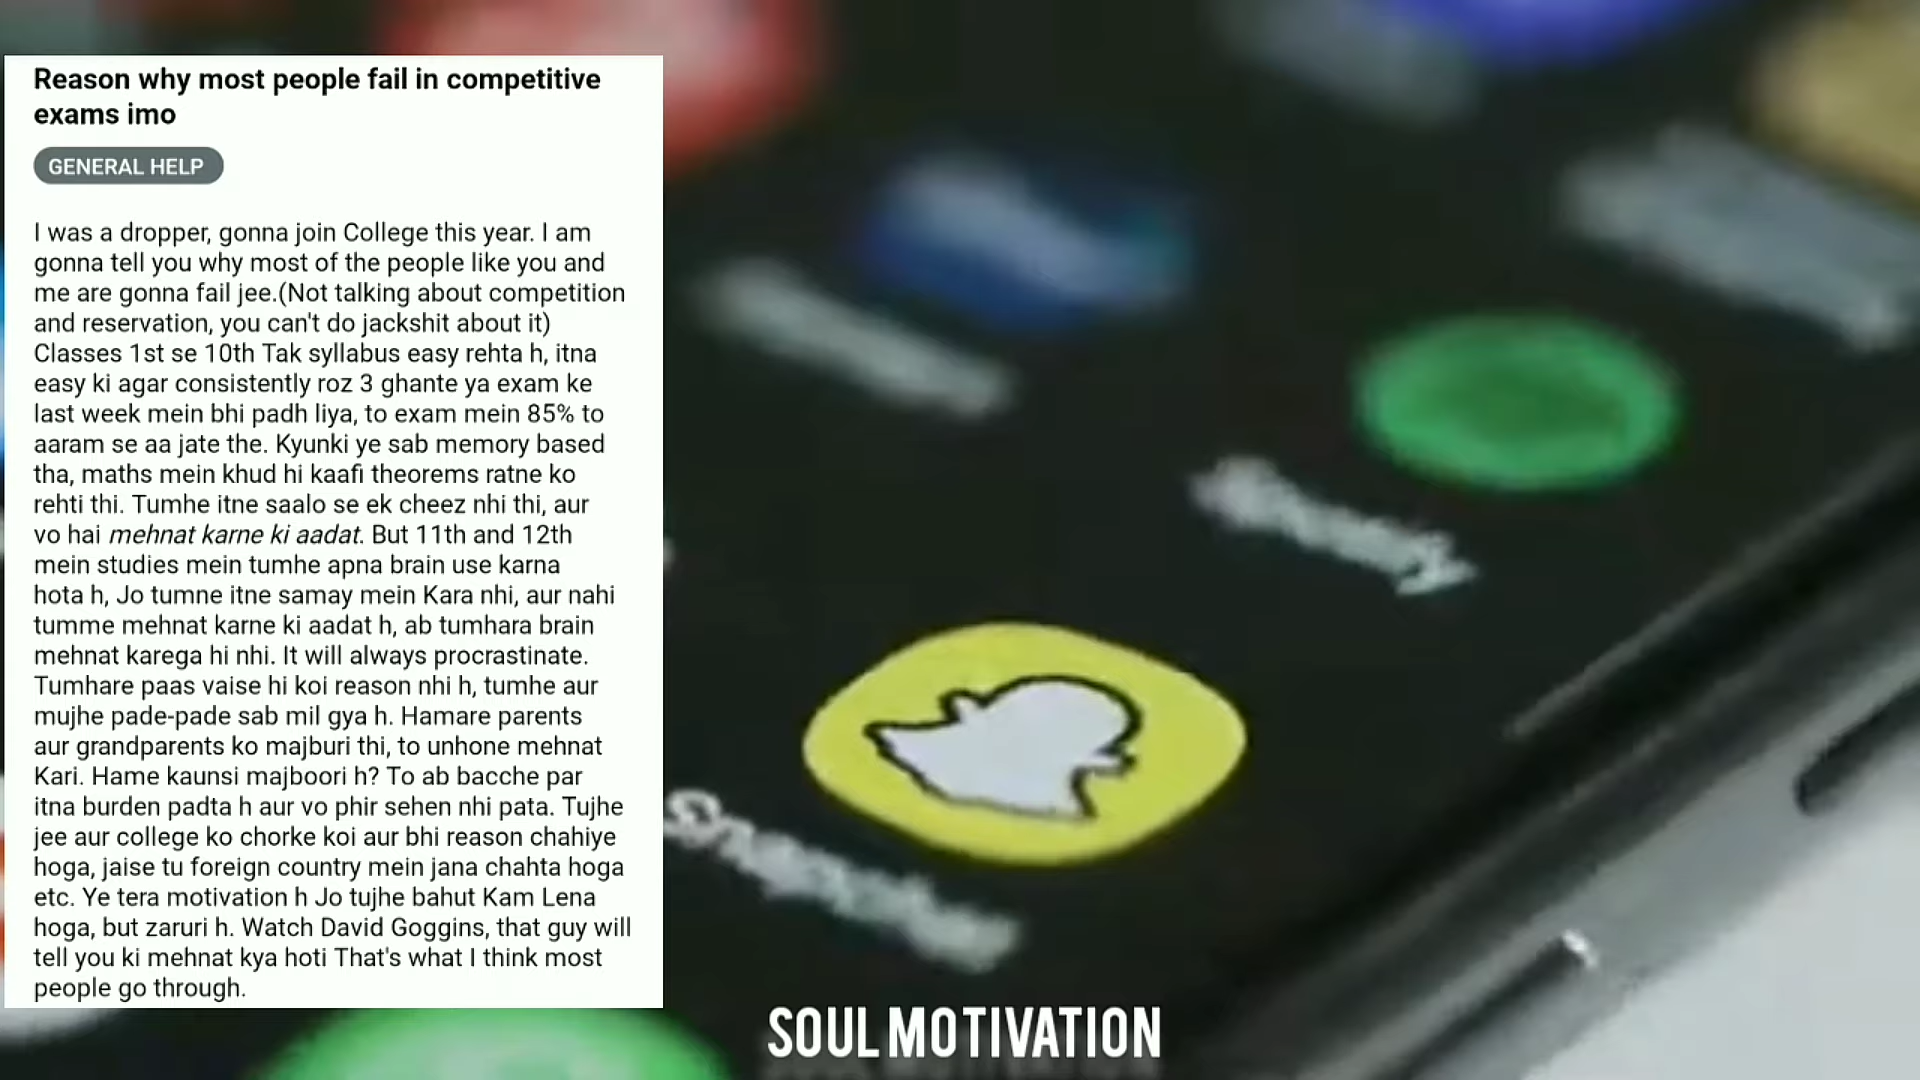 Reason why most people fail in competitive
exams imo
GENERAL HELP
I was a dropper, gonna join College this year. I am
gonna tell you why most of the people like you and
me are gonna fail jee.(Not talking about competition
and reservation, you can't do jackshit about it)
Classes 1st se 10th Tak syllabus easy rehta h, itna
easy ki agar consistently roz 3 ghante ya exam ke
last week mein bhi padh liya, to exam mein 85% to
aaram se aa jate the. Kyunki ye sab memory based
tha, maths mein khud hi kaafi theorems ratne ko
rehti thi. Tumhe itne saalo se ek cheez nhi thi, aur
vo hai mehnat karne ki aadat. But 11th and 12th
mein studies mein tumhe apna brain use karna
hota h, Jo tumne itne samay mein Kara nhi, aur nahi
tumme mehnat karne ki aadat h, ab tumhara brain
mehnat karega hi nhi. It will always procrastinate.
Tumhare paas vaise hi koi reason nhi h, tumhe aur
mujhe pade-pade sab mil gya h. Hamare parents
aur grandparents ko majburi thi, to unhone mehnat
Kari. Hame kaunsi majboori h? To ab bacche par
itna burden padta h aur vo phir sehen nhi pata. Tujhe
jee aur college ko chorke koi aur bhi reason chahiye
hoga, jaise tu foreign country mein jana chahta hoga
etc. Ye tera motivation h Jo tujhe bahut Kam Lena
hoga, but zaruri h. Watch David Goggins, that guy will
tell you ki mehnat kya hoti That's what I think most
people go through.
SOUL MOTIVATION